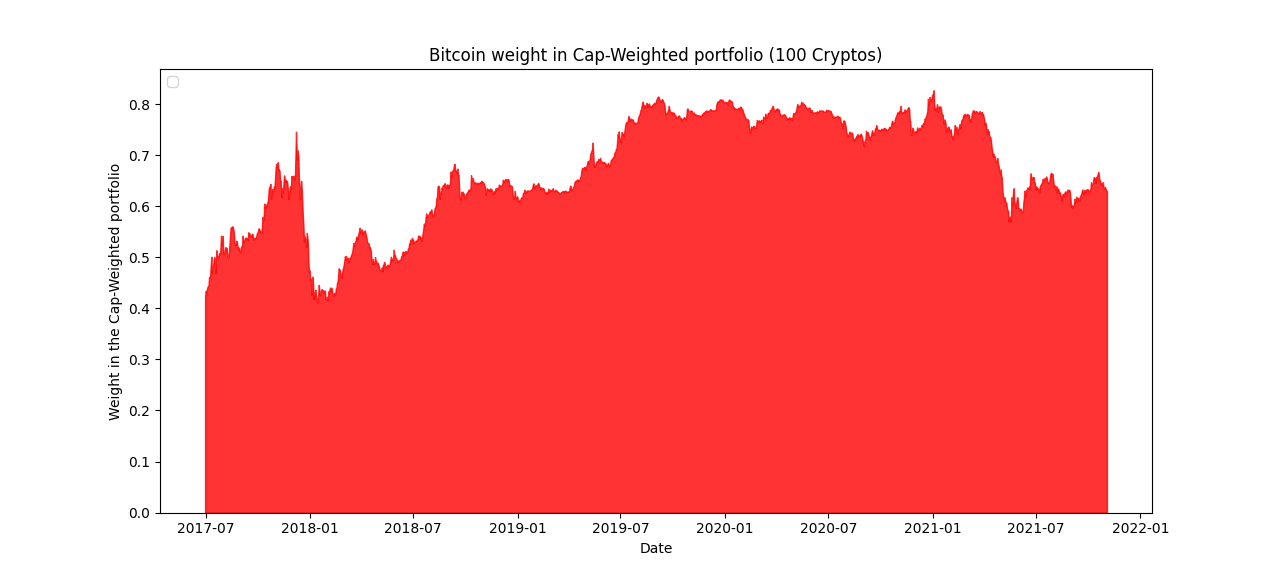 Bitcoin weight in Cap-Weighted portfolio (100 Cryptos)
Weight in the Cap-Weighted portfolio
0.8
0.7
0.6
0.5
0.4
0.3
0.2
0.1
0.0
2017-07 2018-01 2018-07 2019-01 2019-07 2020-01 2020-07 2021-01 2021-07 2022-01
Date